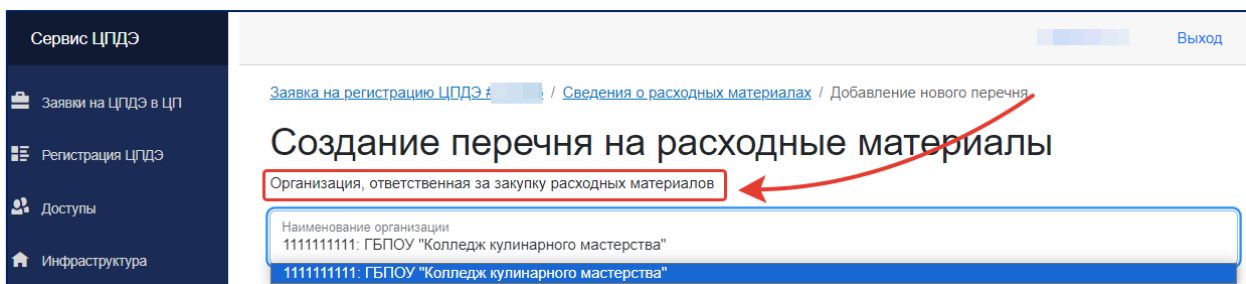 Сервис ЦПДЭ
Выход
Заявки на ЦПДЭ в ЦП
Регистрация ЦПДЭ
Доступы
Инфраструктура
Заявка на регистрацию ЦПДЭ # / Сведения о расходных материалах / Добавление нового перечня
Создание перечня на расходные материалы
Организация, ответственная за закупку расходных материалов
Наименование организации
1111111111: ГБПОУ "Колледж кулинарного мастерства"
1111111111: ГБПОУ "Колледж кулинарного мастерства"